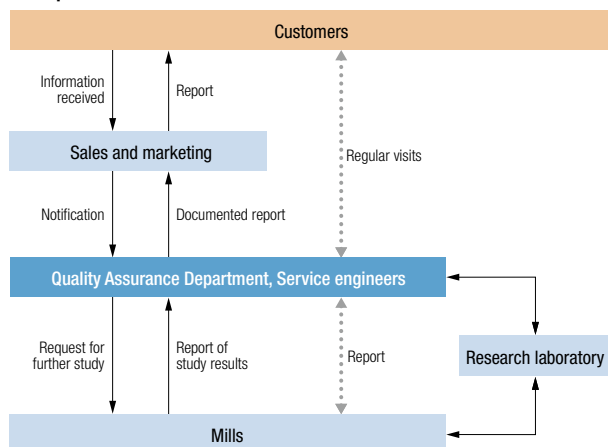 Customers
Information
received
Report
Sales and marketing
Regular visits
Notification
Documented report
Quality Assurance Department, Service engineers
Request for
further study
Report of
study results
Report
Research laboratory
Mills